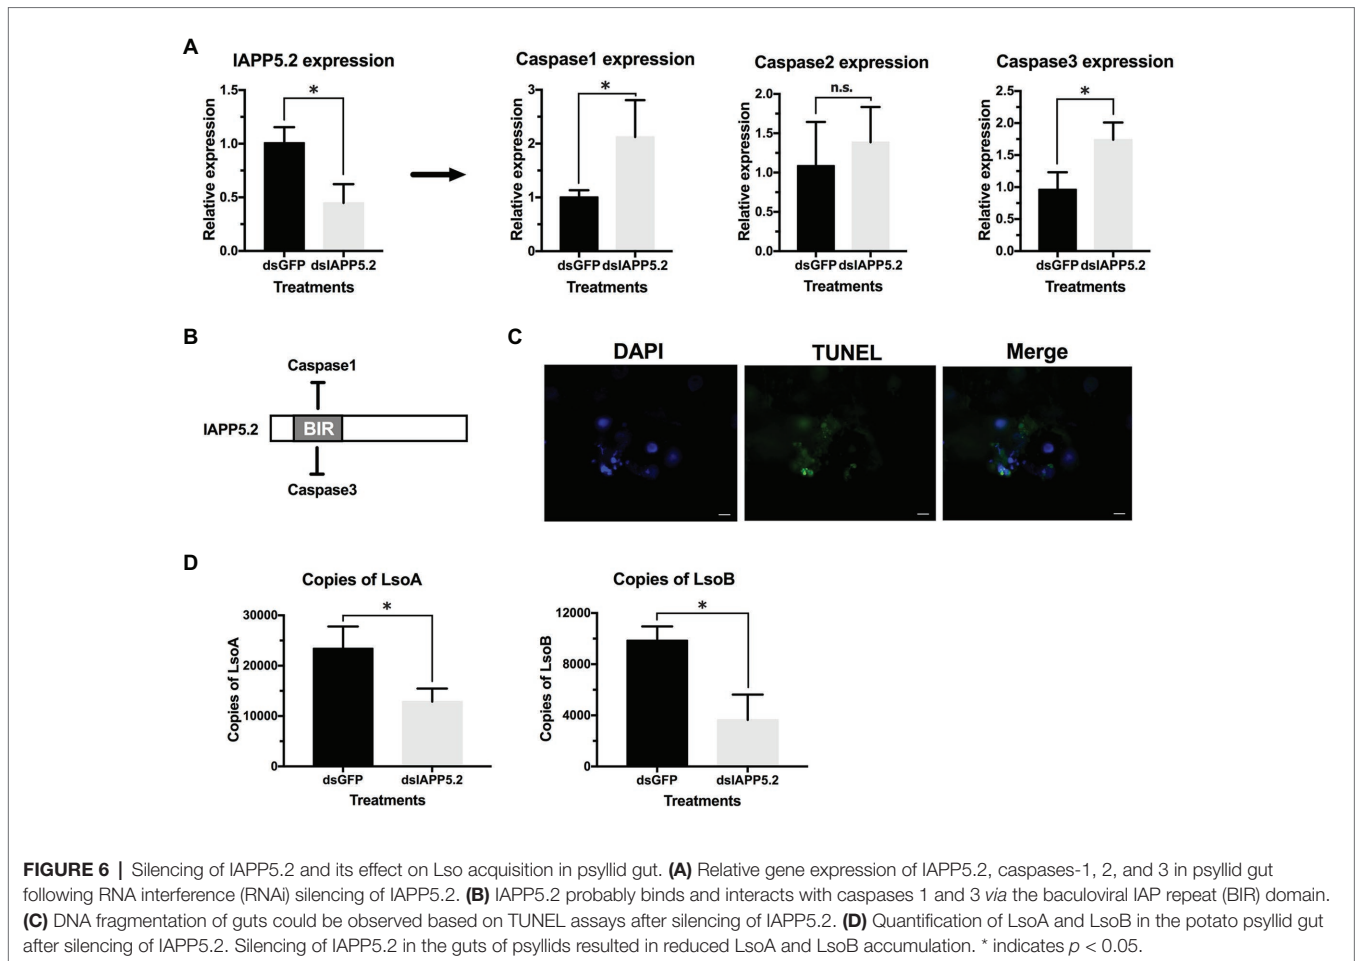 A
IAPP5.2 expression
Relative expression
1.5
1.0
0.5
0.0
*
dsGFP dsIAPP5.2
Treatments
Caspase1 expression
Relative expression
3
2
1
0
*
dsGFP dsIAPP5.2
Treatments
Caspase2 expression
Relative expression
2.0
1.5
1.0
0.5
0.0
n.s.
dsGFP dsIAPP5.2
Treatments
Caspase3 expression
Relative expression
2.5
2.0
1.5
1.0
0.5
0.0
*
dsGFP dsIAPP5.2
Treatments
B
Caspase1
IAPP5.2 BIR
Caspase3
C
DAPI TUNEL Merge
D
Copies of LsoA
Copies of LsoA
30000
20000
10000
0
*
dsGFP dsIAPP5.2
Treatments
Copies of LsoB
Copies of LsoB
12000
8000
4000
0
*
dsGFP dsIAPP5.2
Treatments
FIGURE 6 | Silencing of IAPP5.2 and its effect on Lso acquisition in psyllid gut. (A) Relative gene expression of IAPP5.2, caspases-1, 2, and 3 in psyllid gut
following RNA interference (RNAi) silencing of IAPP5.2. (B) IAPP5.2 probably binds and interacts with caspases 1 and 3 via the baculoviral IAP repeat (BIR) domain.
(C) DNA fragmentation of guts could be observed based on TUNEL assays after silencing of IAPP5.2. (D) Quantification of LsoA and LsoB in the potato psyllid gut
after silencing of IAPP5.2. Silencing of IAPP5.2 in the guts of psyllids resulted in reduced LsoA and LsoB accumulation. * indicates p < 0.05.